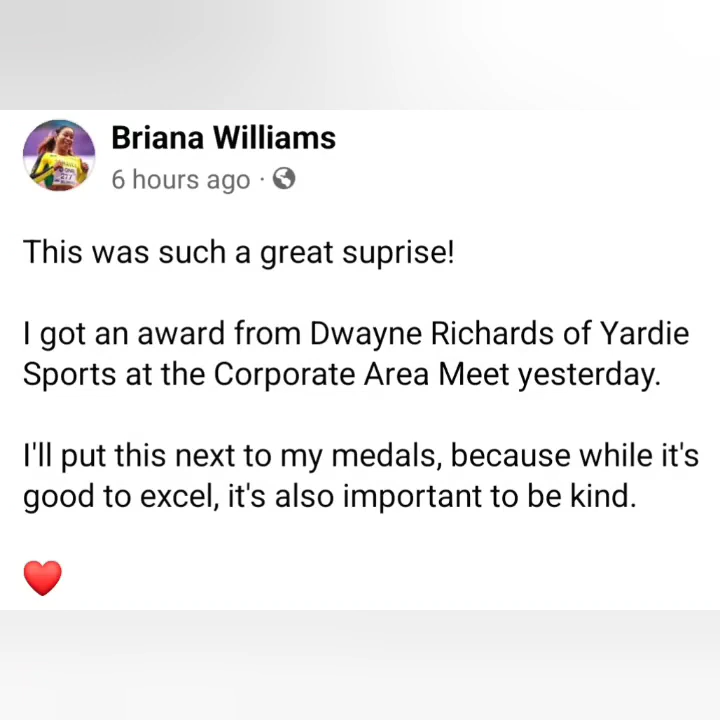 Briana Williams
6 hours ago ·
This was such a great suprise!
I got an award from Dwayne Richards of Yardie
Sports at the Corporate Area Meet yesterday.
I'll put this next to my medals, because while it's
good to excel, it's also important to be kind.